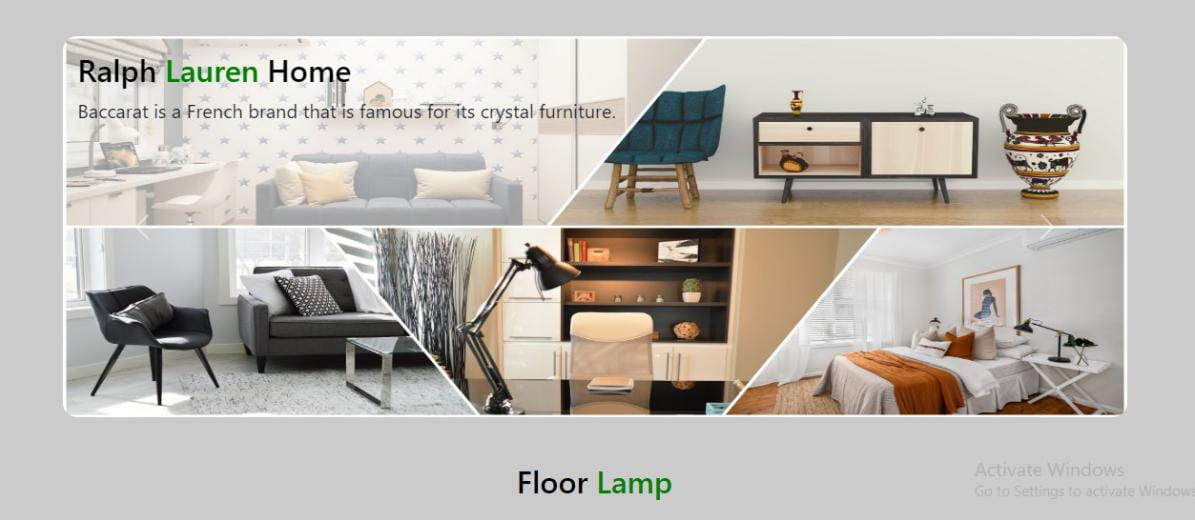 Ralph Lauren Home
Baccarat is a French brand that is famous for its crystal furniture.
Floor Lamp
Activate Windows
Go to Settings to activate Windows